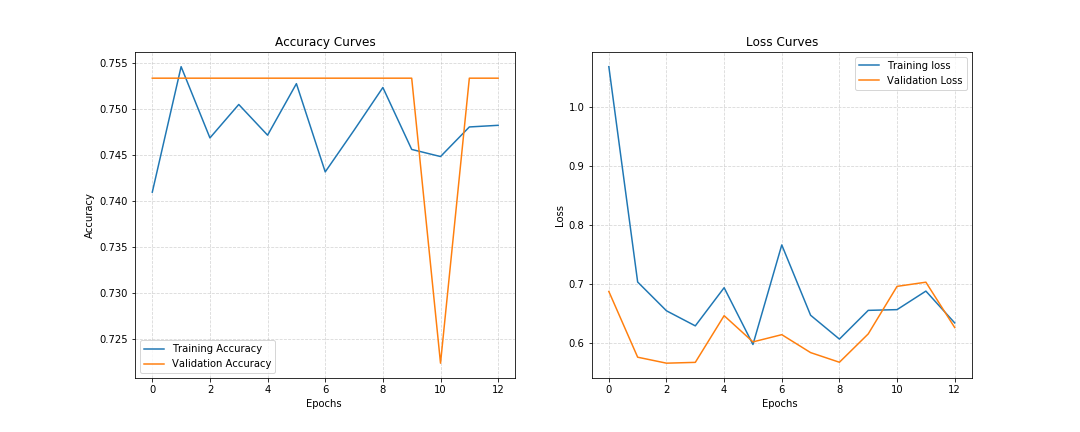 Accuracy Curves
0.755
0.750
0.745
0.740
0.735
0.730
0.725
Accuracy
Training Accuracy
Validation Accuracy
0 2 4 6 8 10 12
Epochs
Loss Curves
1.0
0.9
0.8
0.7
0.6
Loss
Training loss
Validation Loss
0 2 4 6 8 10 12
Epochs